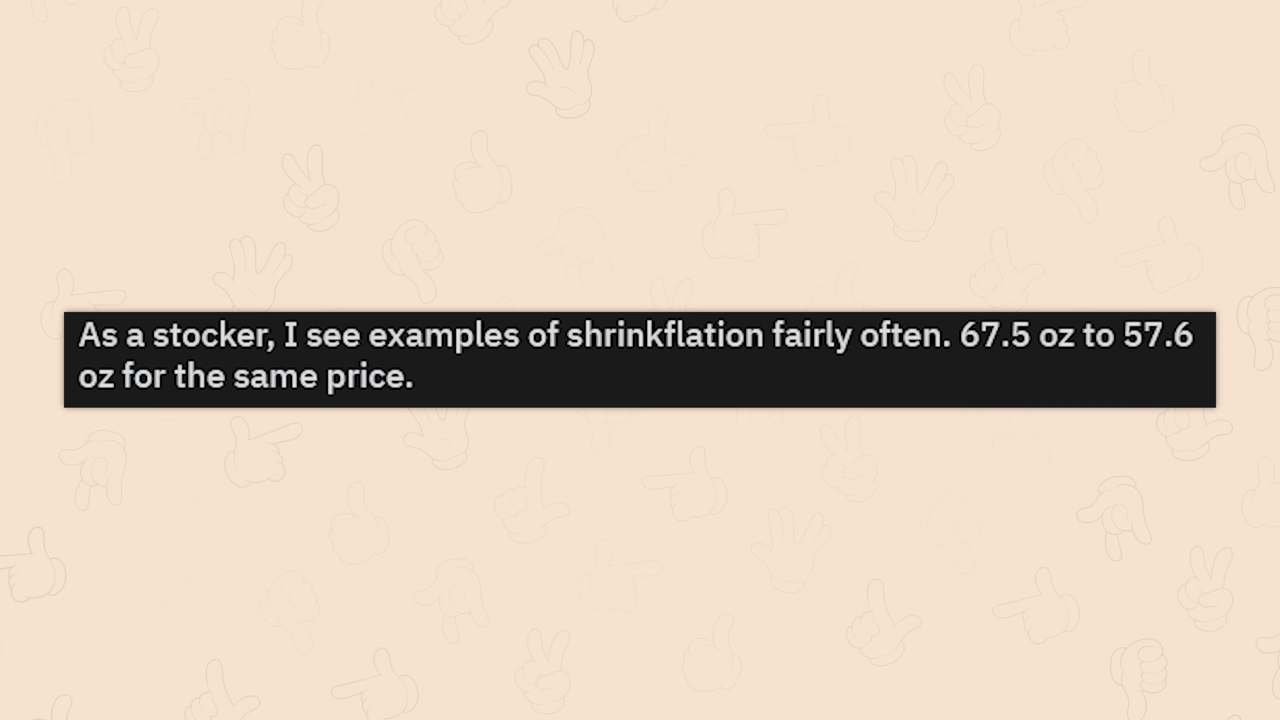 As a stocker, I see examples of shrinkflation fairly often. 67.5 oz to 57.6
oz for the same price.